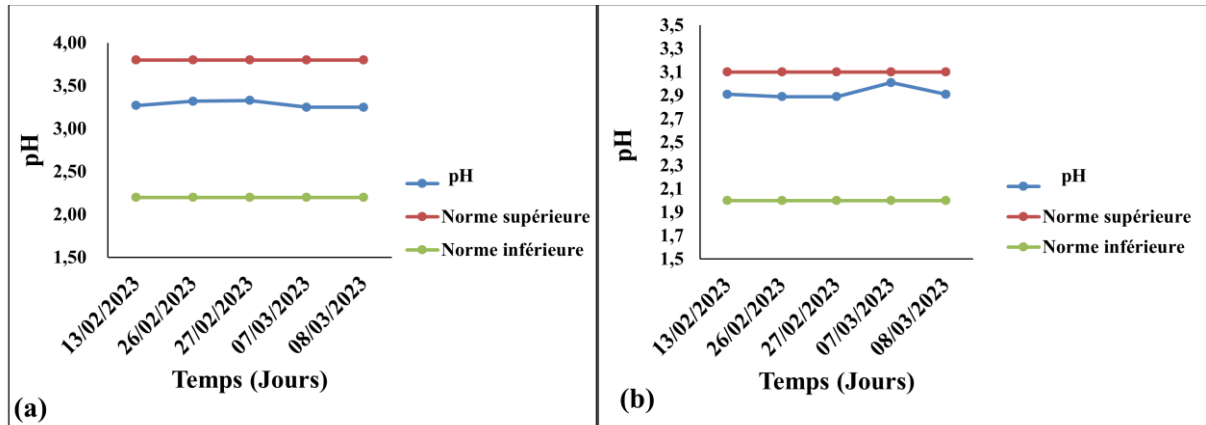 4,00
3,50
3,00
2,50
2,00
1,50
pH
13/02/2023
26/02/2023
27/02/2023
07/03/2023
08/03/2023
Temps (Jours)
pH
Norme supérieure
Norme inférieure
(a)
3,5
3,3
3,1
2,9
2,7
2,5
2,3
2,1
1,9
1,7
1,5
pH
13/02/2023
26/02/2023
27/02/2023
07/03/2023
08/03/2023
Temps (Jours)
pH
Norme supérieure
Norme inférieure
(b)